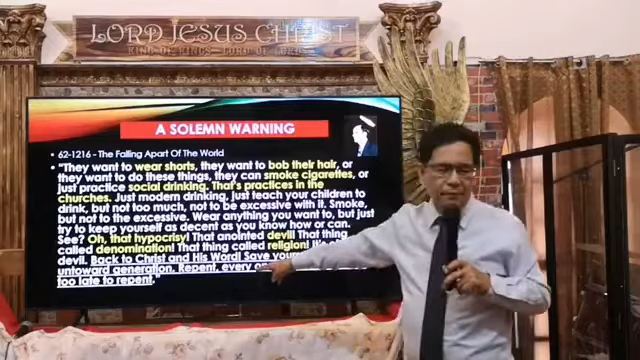 LORD JESUS CHRIST
KING OF KINGS LORD OF LORDS
A SOLEMN WARNING
• 62-1216 - The Falling Apart Of The World
• "They want to wear shorts, they want to bob their hair, or
they want to do these things, they can smoke cigarettes, or
just practice social drinking. That's practices in the
churches. Just modern drinking, just teach your children to
drink, but not too much, not to be excessive with it. Smoke,
but not to the excessive. Wear anything you want to, but just
try to keep yourself as decent as you know how or can.
See? Oh, that hypocrisy! That anointed devil! That thing
called denomination! That thing called religion! It's
devil. Back to Christ and His Word! Save
untoward generation. Repent, every
too late to repent."